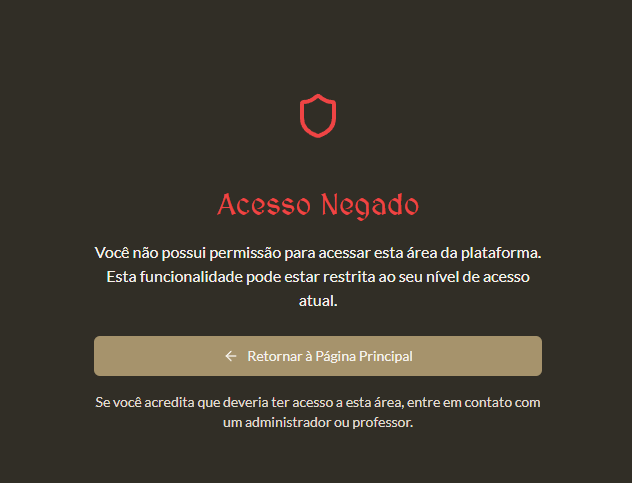 Acesso Negado
Você não possui permissão para acessar esta área da plataforma.
Esta funcionalidade pode estar restrita ao seu nível de acesso
atual.
Retornar à Página Principal
Se você acredita que deveria ter acesso a esta área, entre em contato com
um administrador ou professor.